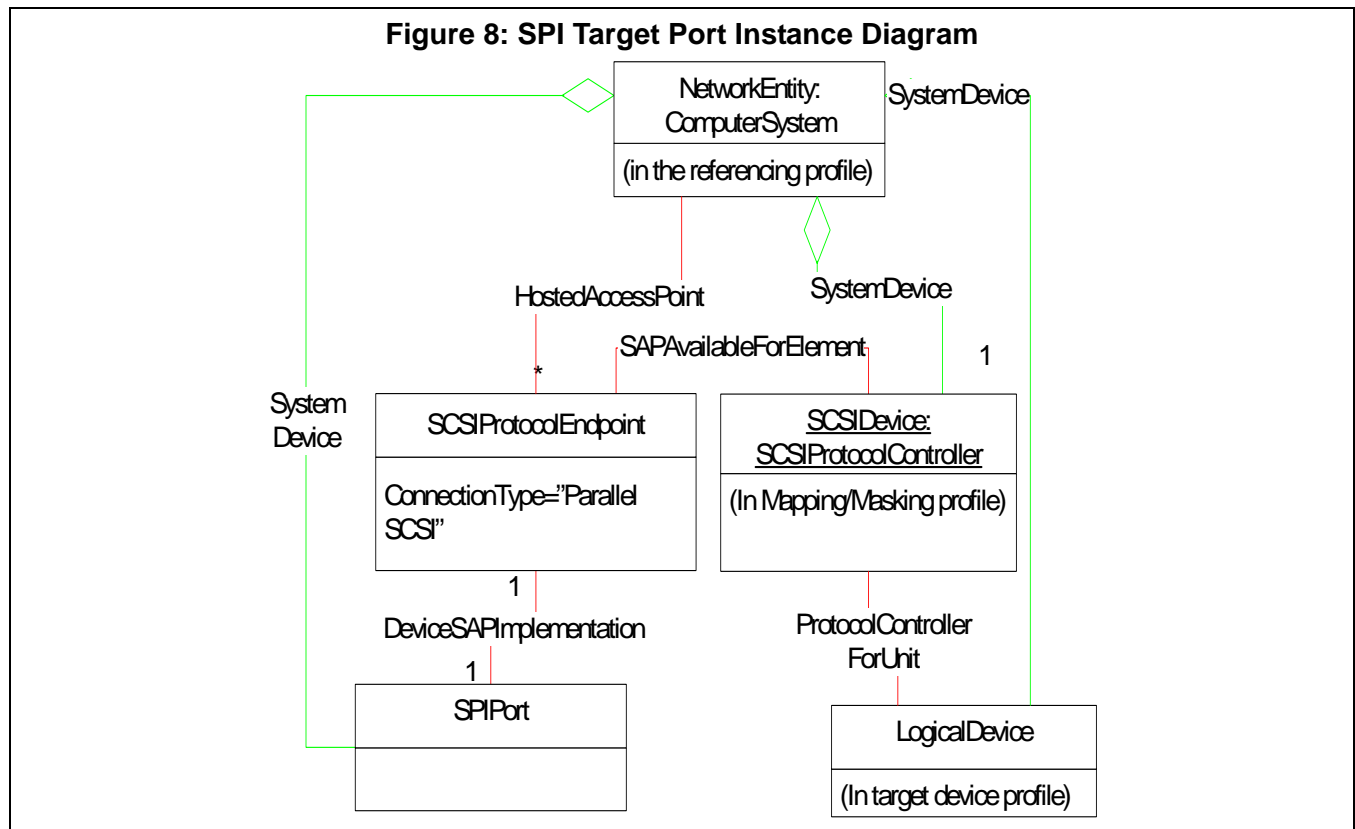 Figure 8: SPI Target Port Instance Diagram
NetworkEntity:
ComputerSystem
(in the referencing profile)
SystemDevice
HostedAccessPoint
SystemDevice
SAPAvailableForElement
1
*
System
Device
SCSIProtocolEndpoint
ConnectionType="Parallel
SCSI"
SCSIDevice:
SCSIProtocolController
(In Mapping/Masking profile)
1
DeviceSAPImplementation
1
ProtocolController
ForUnit
SPIPort
LogicalDevice
(In target device profile)